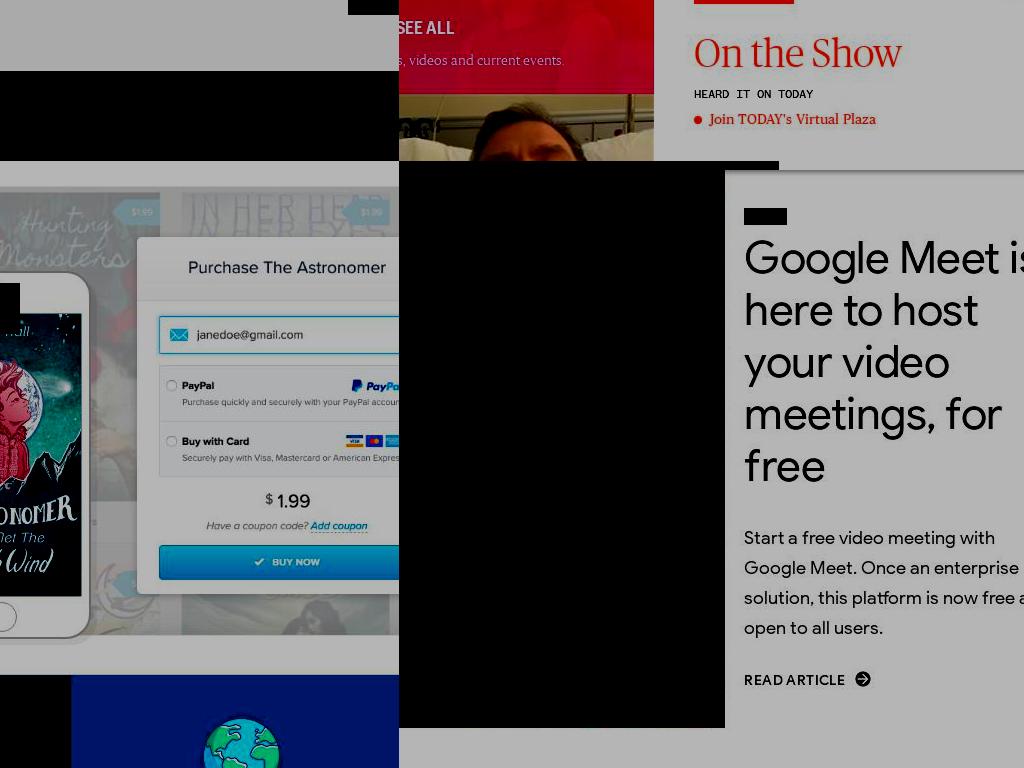 SEE ALL
s, videos and current events.
On the Show
HEARD IT ON TODAY
Join TODAY's Virtual Plaza
Hunting
Monsters
$1.99
IN HER HEAD
IN HER EYES
$1.99
Purchase The Astronomer
janedoe@gmail.com
PayPal
PayPa
Purchase quickly and securely with your PayPal accoun
Buy with Card
VISA
Securely pay with Visa, Mastercard or American Expres
$ 1.99
Have a coupon code? Add coupon
BUY NOW
ONOMER
Met The
Wind
Google Meet is
here to host
your video
meetings, for
free
Start a free video meeting with
Google Meet. Once an enterprise
solution, this platform is now free a
open to all users.
READ ARTICLE